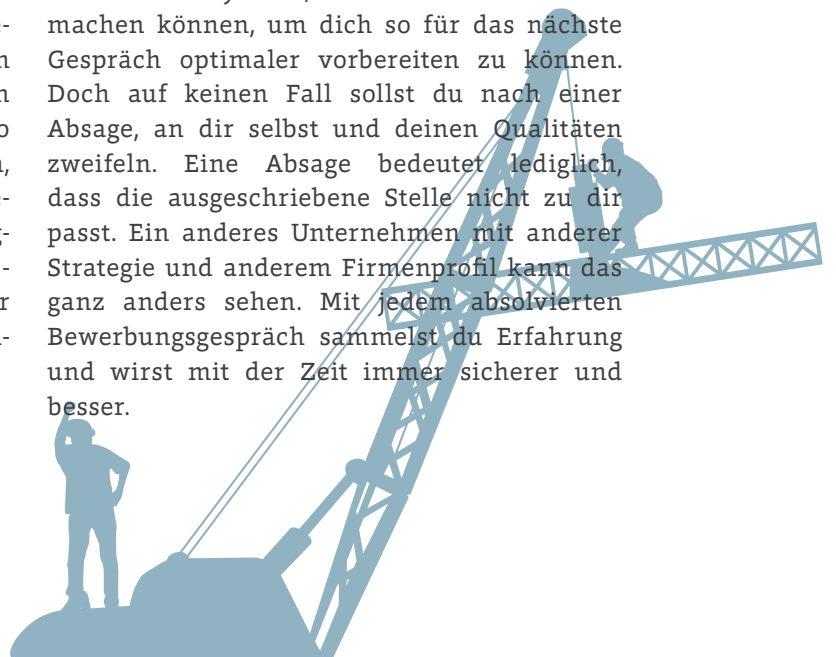 machen können, um dich so für das nächste
Gespräch optimaler vorbereiten zu können.
Doch auf keinen Fall sollst du nach einer
Absage, an dir selbst und deinen Qualitäten
zweifeln. Eine Absage bedeutet lediglich,
dass die ausgeschriebene Stelle nicht zu dir
passt. Ein anderes Unternehmen mit anderer
Strategie und anderem Firmenprofil kann das
ganz anders sehen. Mit jedem absolvierten
Bewerbungsgespräch sammelst du Erfahrung
und wirst mit der Zeit immer sicherer und
besser.